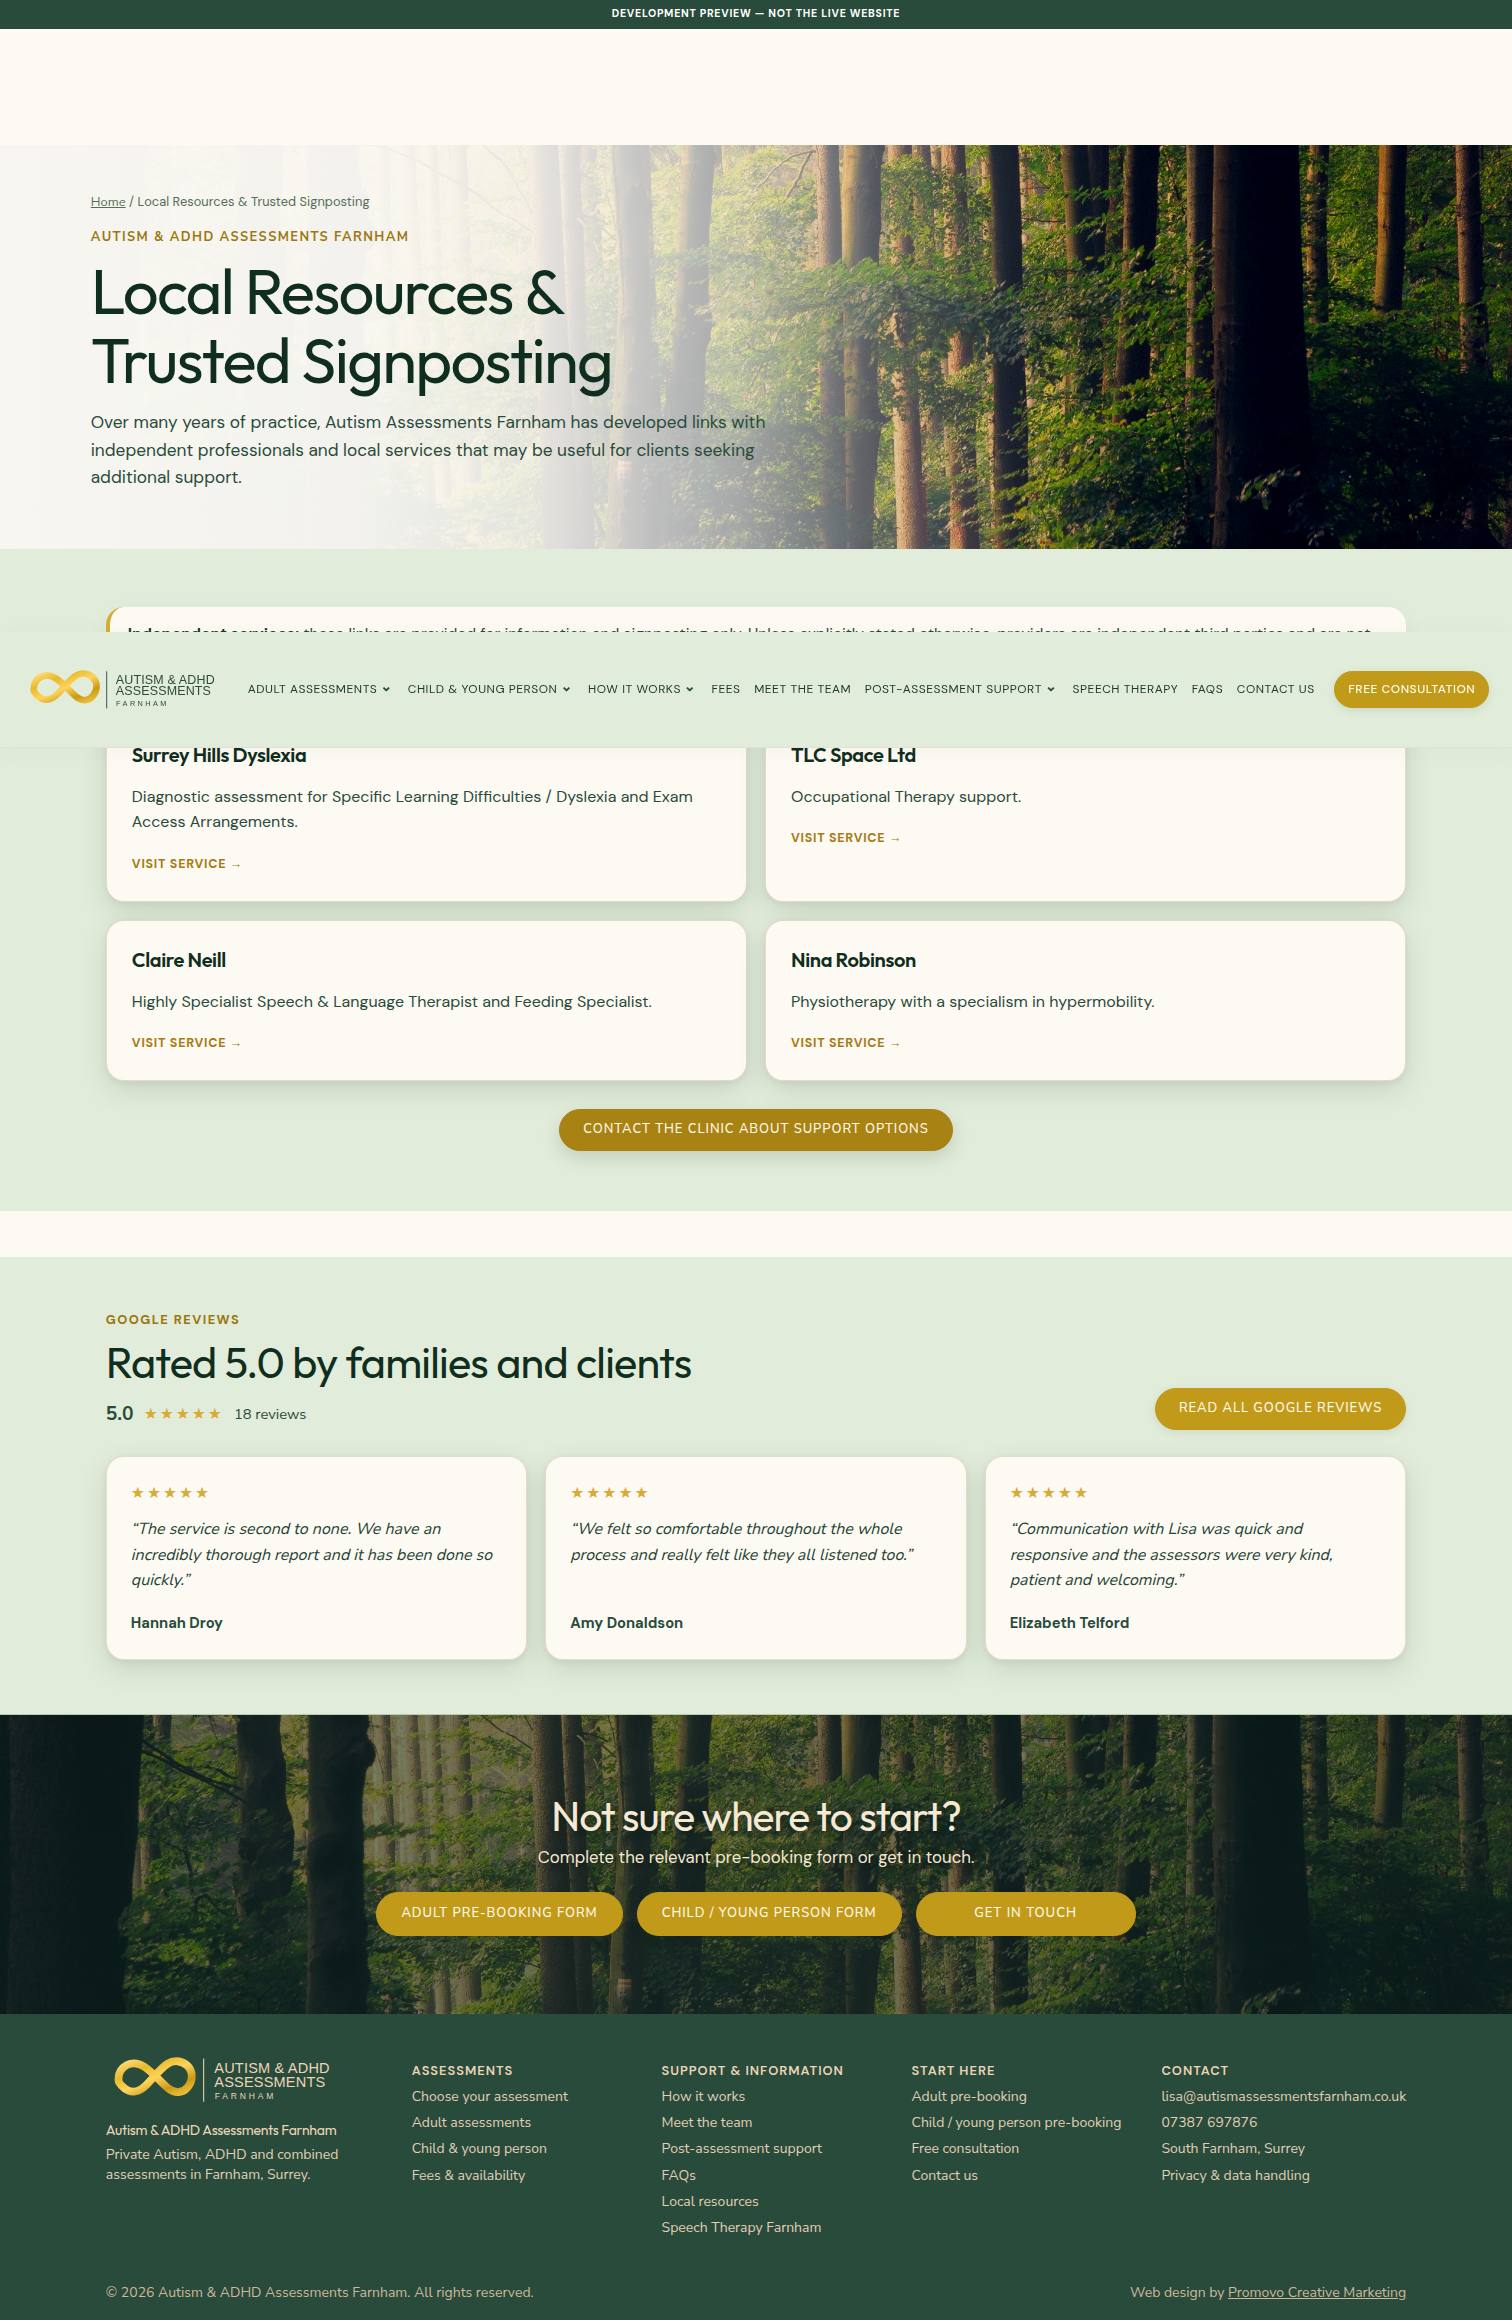 DEVELOPMENT PREVIEW — NOT THE LIVE WEBSITE
Home / Local Resources & Trusted Signposting
AUTISM & ADHD ASSESSMENTS FARNHAM
Local Resources &
Trusted Signposting
Over many years of practice, Autism Assessments Farnham has developed links with
independent professionals and local services that may be useful for clients seeking
additional support.
AUTISM & ADHD
ASSESSMENTS
FARNHAM
ADULT ASSESSMENTS
CHILD & YOUNG PERSON
HOW IT WORKS
FEES
MEET THE TEAM
POST-ASSESSMENT SUPPORT
SPEECH THERAPY
FAQS
CONTACT US
FREE CONSULTATION
Surrey Hills Dyslexia
Diagnostic assessment for Specific Learning Difficulties / Dyslexia and Exam
Access Arrangements.
VISIT SERVICE →
TLC Space Ltd
Occupational Therapy support.
VISIT SERVICE →
Claire Neill
Highly Specialist Speech & Language Therapist and Feeding Specialist.
VISIT SERVICE →
Nina Robinson
Physiotherapy with a specialism in hypermobility.
VISIT SERVICE →
CONTACT THE CLINIC ABOUT SUPPORT OPTIONS
GOOGLE REVIEWS
Rated 5.0 by families and clients
5.0 ★★★★★ 18 reviews
READ ALL GOOGLE REVIEWS
★★★★★
“The service is second to none. We have an
incredibly thorough report and it has been done so
quickly.”
Hannah Droy
★★★★★
“We felt so comfortable throughout the whole
process and really felt like they all listened too.”
Amy Donaldson
★★★★★
“Communication with Lisa was quick and
responsive and the assessors were very kind,
patient and welcoming.”
Elizabeth Telford
Not sure where to start?
Complete the relevant pre-booking form or get in touch.
ADULT PRE-BOOKING FORM
CHILD / YOUNG PERSON FORM
GET IN TOUCH
AUTISM & ADHD
ASSESSMENTS
FARNHAM
Autism & ADHD Assessments Farnham
Private Autism, ADHD and combined
assessments in Farnham, Surrey.
ASSESSMENTS
Choose your assessment
Adult assessments
Child & young person
Fees & availability
SUPPORT & INFORMATION
How it works
Meet the team
Post-assessment support
FAQs
Local resources
Speech Therapy Farnham
START HERE
Adult pre-booking
Child / young person pre-booking
Free consultation
Contact us
CONTACT
lisa@autismassessmentsfarnham.co.uk
07387 697876
South Farnham, Surrey
Privacy & data handling
© 2026 Autism & ADHD Assessments Farnham. All rights reserved.
Web design by Promovo Creative Marketing